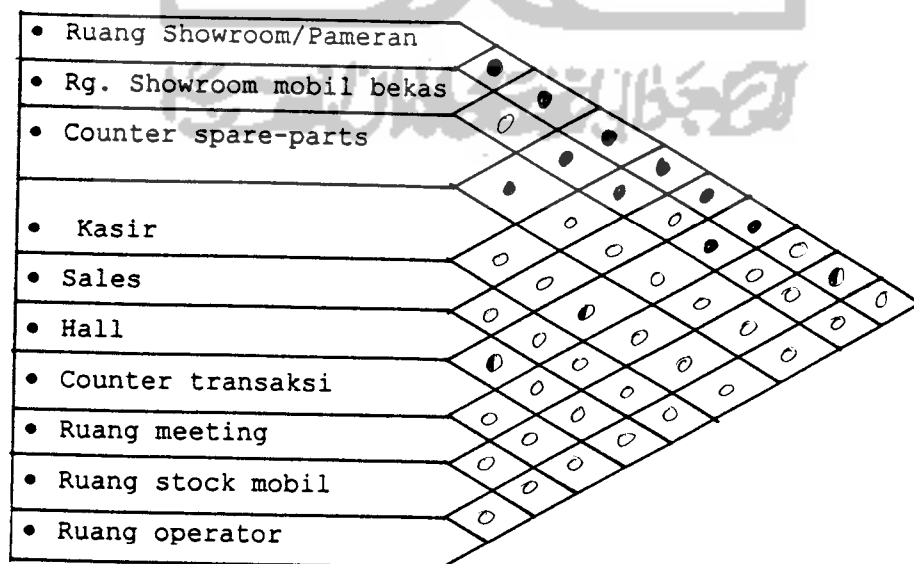 • Ruang Showroom/Pameran
• Rg. Showroom mobil bekas
• Counter spare-parts
• Kasir
• Sales
• Hall
• Counter transaksi
• Ruang meeting
• Ruang stock mobil
• Ruang operator